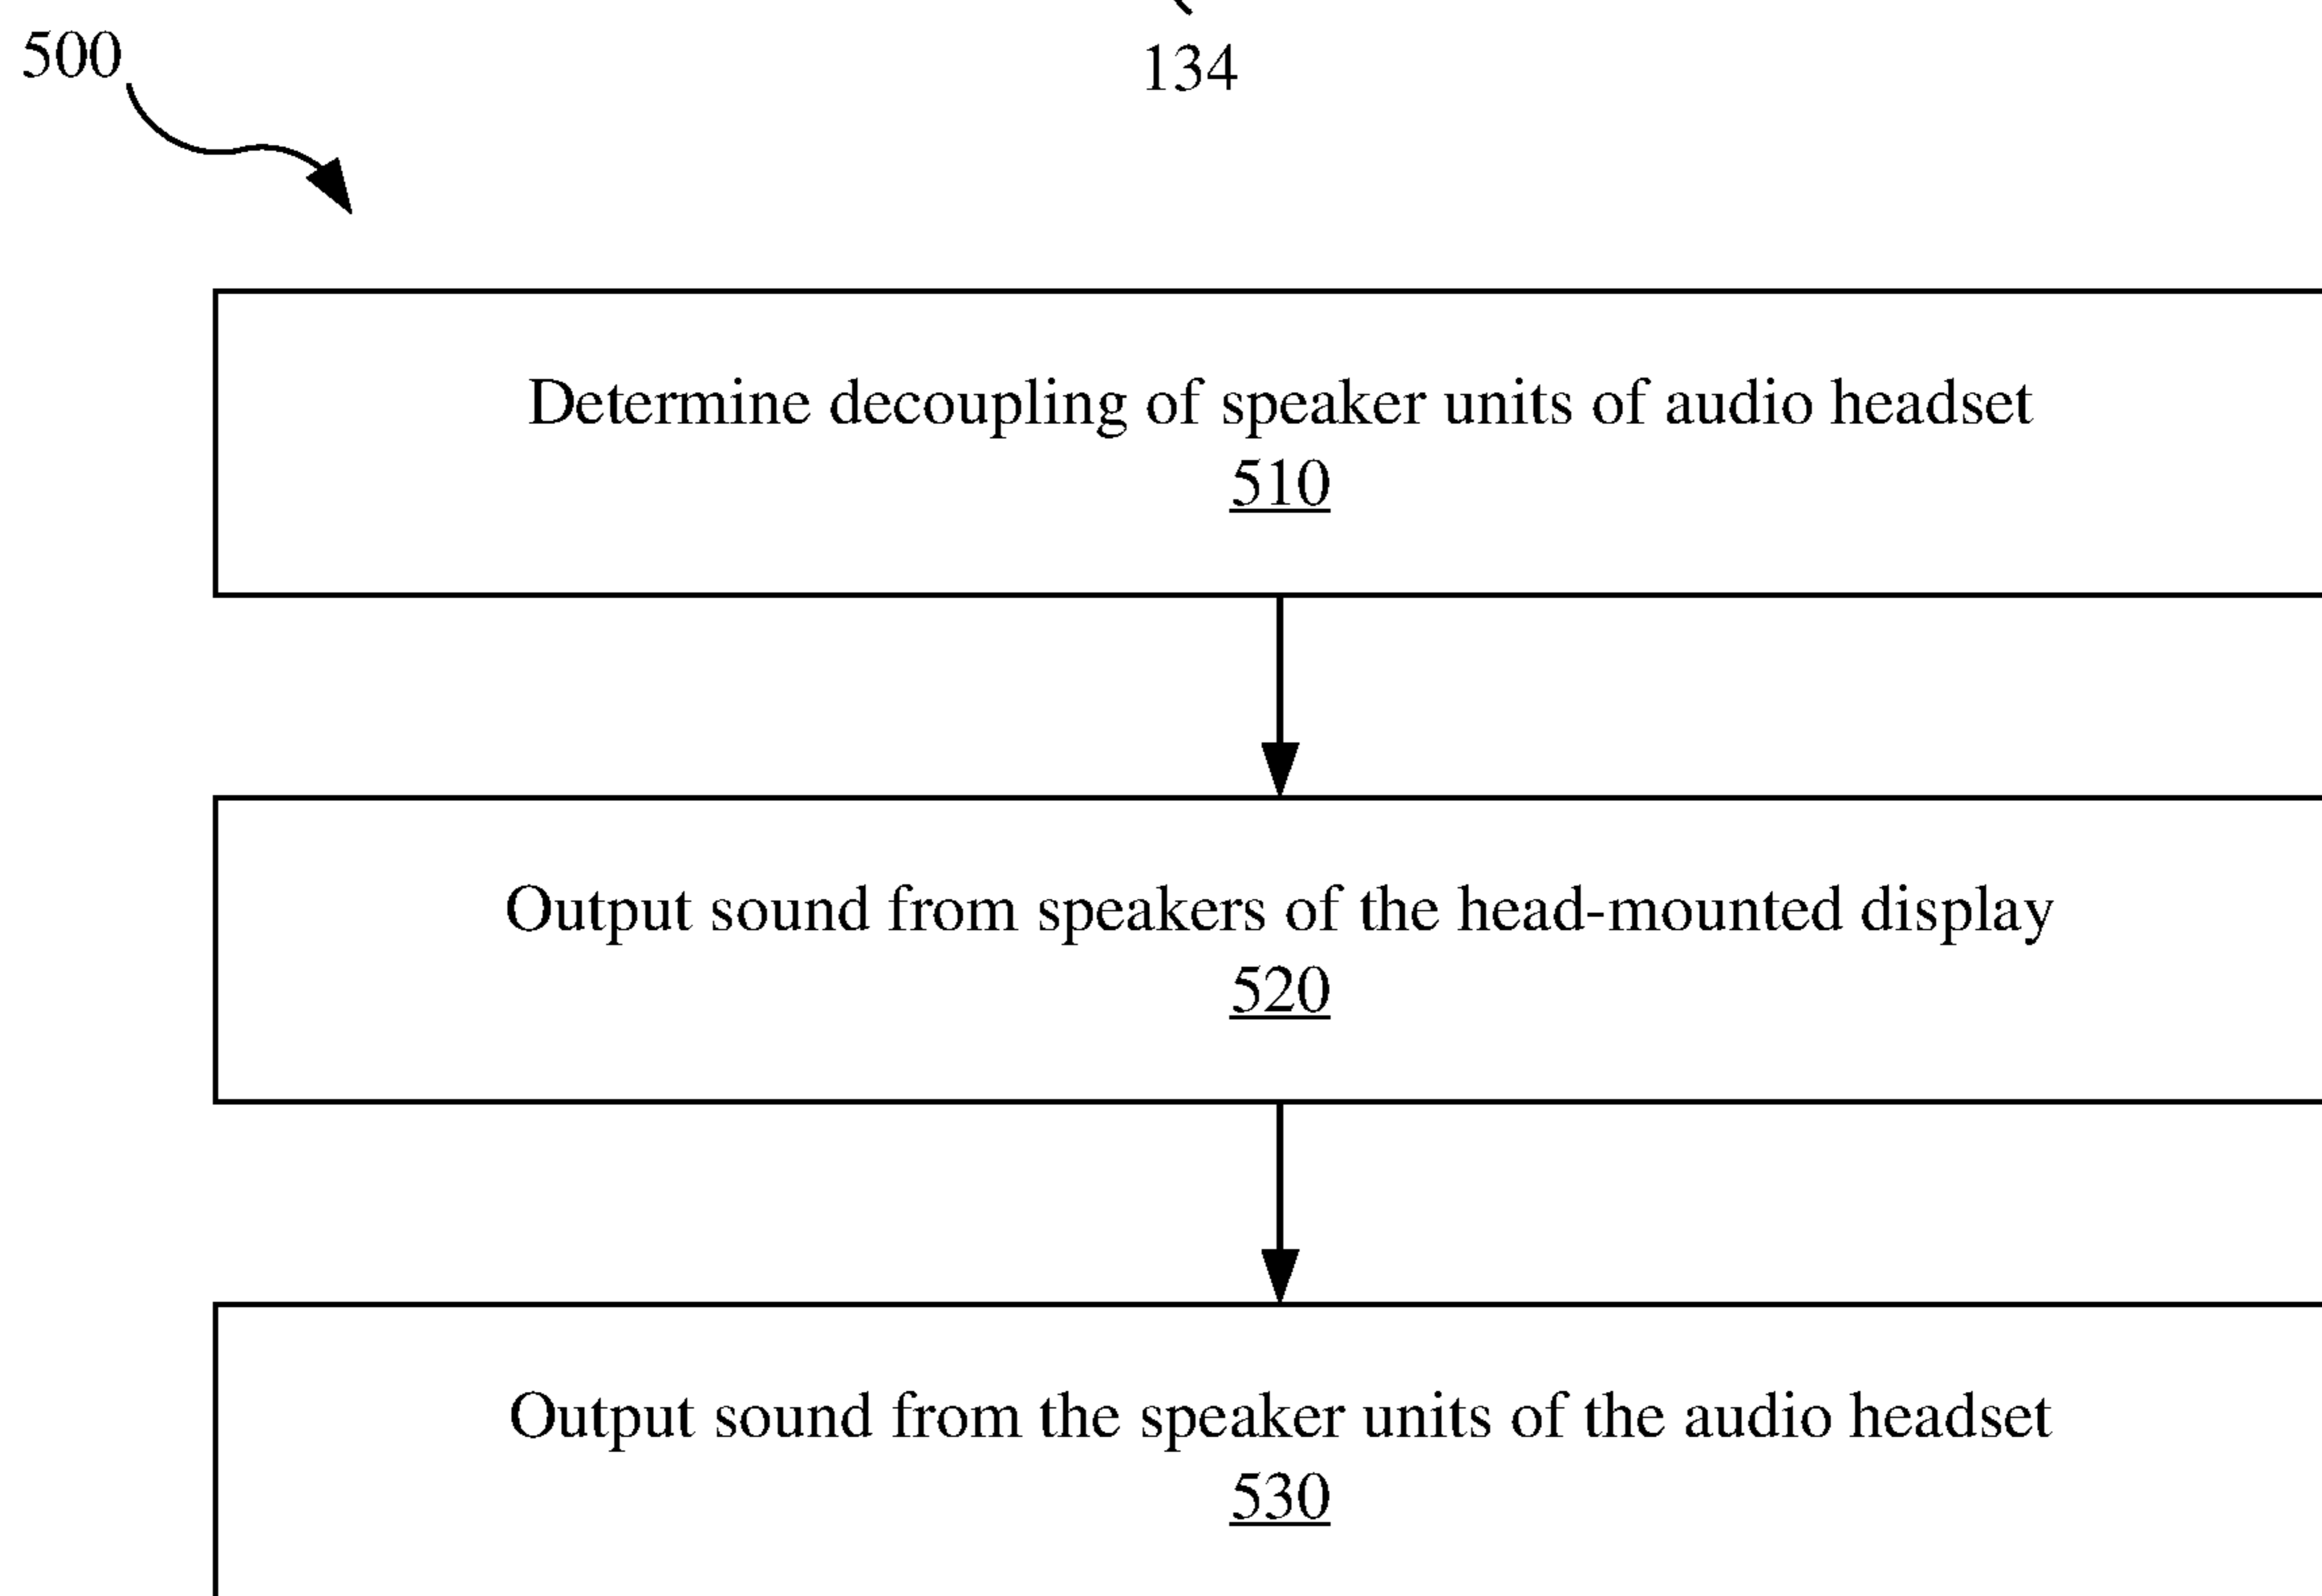 134
500
Determine decoupling of speaker units of audio headset
510
Output sound from speakers of the head-mounted display
520
Output sound from the speaker units of the audio headset
530